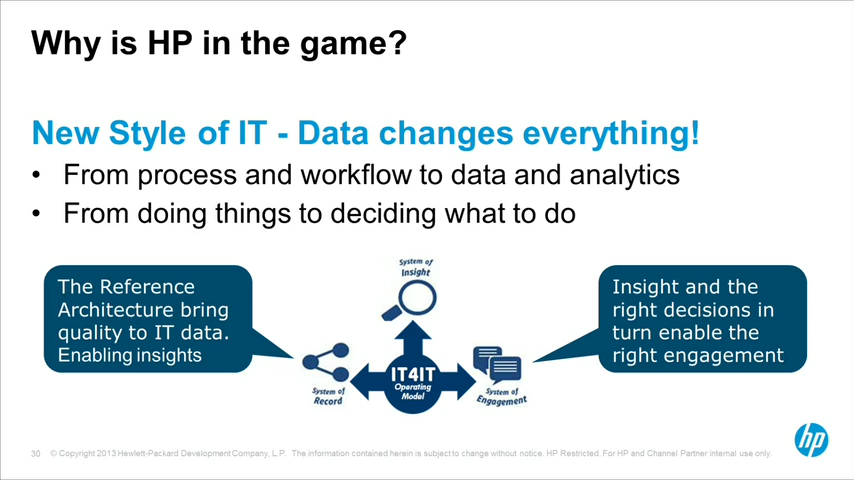 Why is HP in the game?
New Style of IT - Data changes everything!
• From process and workflow to data and analytics
• From doing things to deciding what to do
The Reference
Architecture bring
quality to IT data.
Enabling insights
System of
Insight
System of
Record
IT4IT
Operating
Model
System of
Engagement
Insight and the
right decisions in
turn enable the
right engagement
30 © Copyright 2013 Hewlett-Packard Development Company, L.P. The information contained herein is subject to change without notice. HP Restricted. For HP and Channel Partner internal use only.
hp